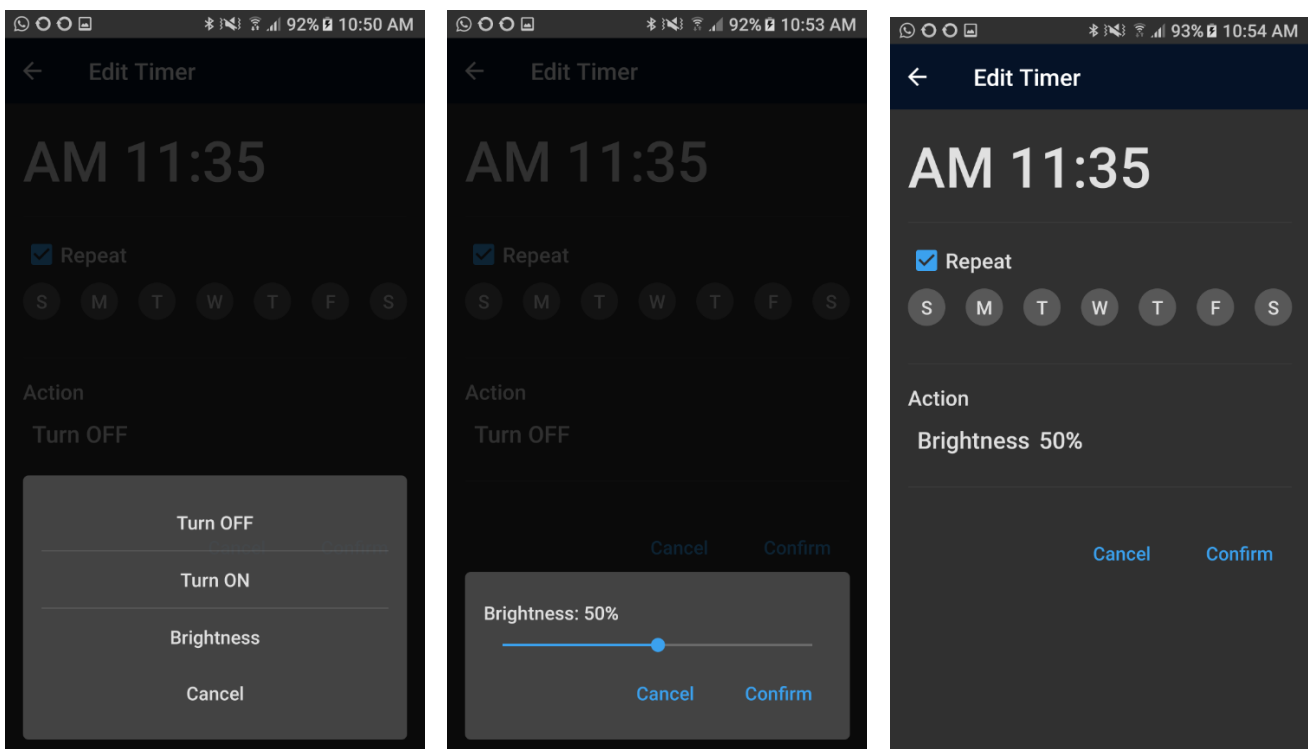 92% 10:50 AM
Edit Timer
AM 11:35
Repeat
S M T W T F S
Action
Turn OFF
Turn OFF
Turn ON
Brightness
Cancel
92% 10:53 AM
Edit Timer
AM 11:35
Repeat
S M T W T F S
Action
Turn OFF
Cancel Confirm
Brightness: 50%
Cancel Confirm
93% 10:54 AM
Edit Timer
AM 11:35
Repeat
S M T W T F S
Action
Brightness 50%
Cancel Confirm